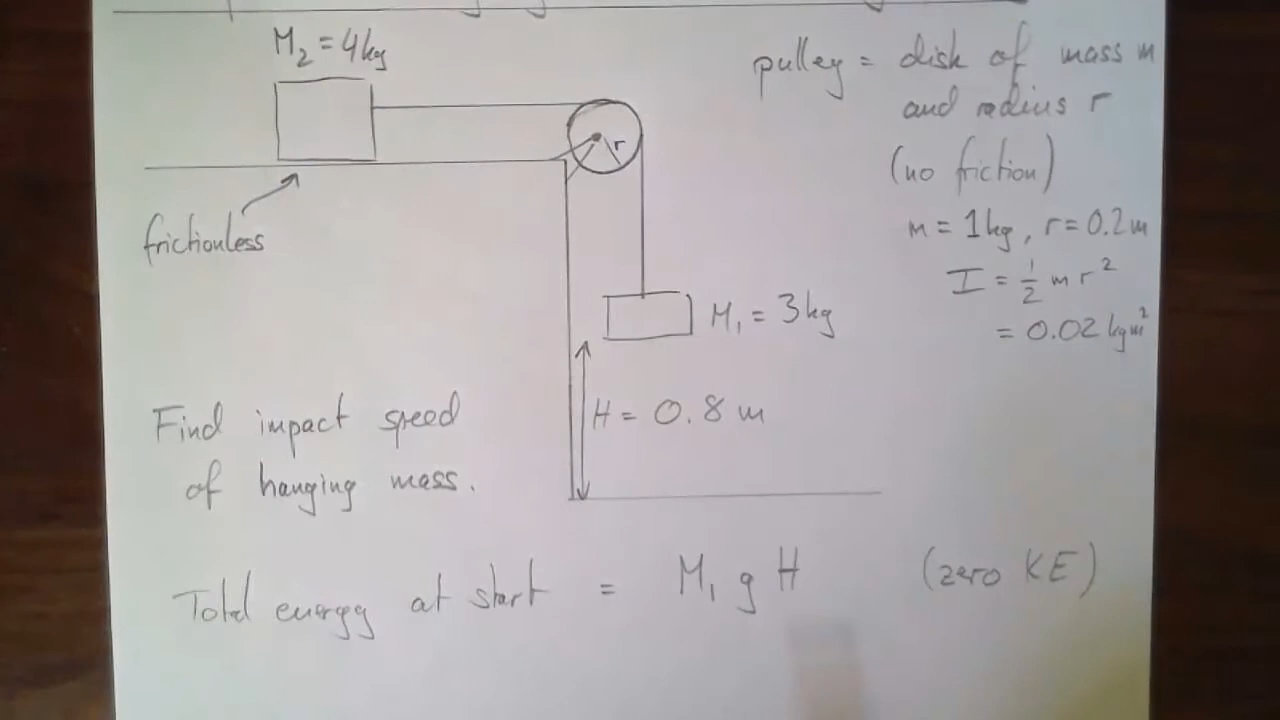 M₂ = 4kg
pulley = disk of mass m
and radius r
(no friction)
r
m = 1kg, r = 0.2m
frictionless
I = 1/2 m r²
= 0.02 kgm²
M₁ = 3kg
H = 0.8 m
Find impact speed
of hanging mass.
Total energy at start = M₁ g H (zero KE)